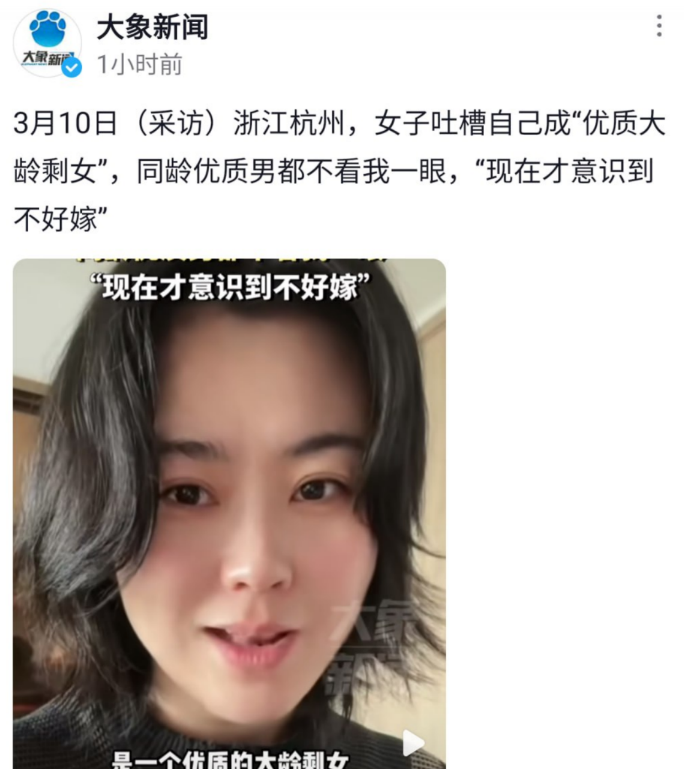 大象新闻
大象新闻
1小时前
3月10日（采访）浙江杭州，女子吐槽自己成“优质大
龄剩女”，同龄优质男都不看我一眼，“现在才意识到
不好嫁”
“现在才意识到不好嫁”
大象
新闻
是一个优质的大龄剩女